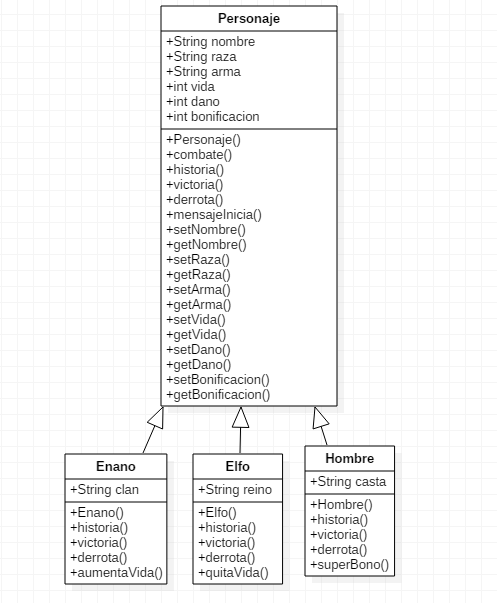 Personaje
+String nombre
+String raza
+String arma
+int vida
+int dano
+int bonificacion
+Personaje()
+combate()
+historia()
+victoria()
+derrota()
+mensajeInicia()
+setNombre()
+getNombre()
+setRaza()
+getRaza()
+setArma()
+getArma()
+setVida()
+getVida()
+setDano()
+getDano()
+setBonificacion()
+getBonificacion()
Enano
+String clan
+Enano()
+historia()
+victoria()
+derrota()
+aumentaVida()
Elfo
+String reino
+Elfo()
+historia()
+victoria()
+derrota()
+quitaVida()
Hombre
+String casta
+Hombre()
+historia()
+victoria()
+derrota()
+superBono()